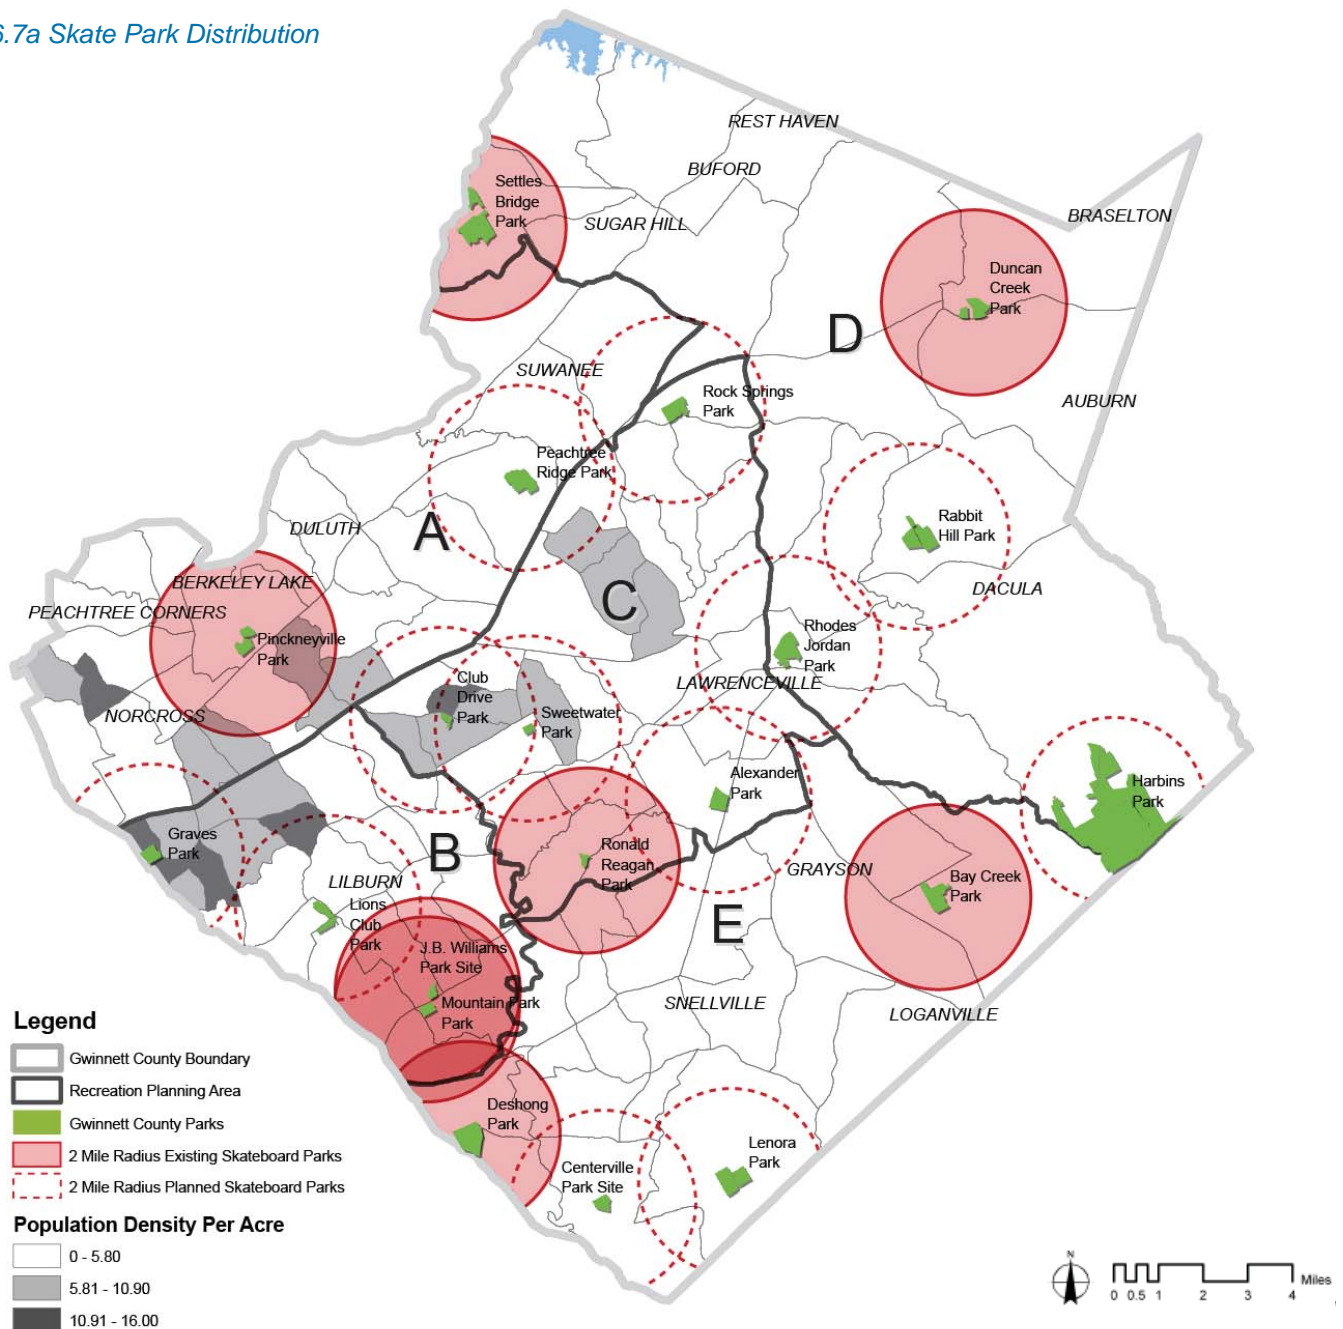 6.7a Skate Park Distribution
REST HAVEN
BUFORD
Settles
Bridge
Park
SUGAR HILL
BRASELTON
Duncan
Creek
Park
D
SUWANEE
Rock Springs
Park
AUBURN
Peachtree
Ridge Park
DULUTH
A
Rabbit
Hill Park
BERKELEY LAKE
C
DACULA
PEACHTREE CORNERS
Pinckneyville
Park
Rhodes
Jordan
Park
LAWRENCEVILLE
Club
Drive
Park
NORCROSS
Sweetwater
Park
Alexander
Park
Harbins
Park
Graves
Park
B
Ronald
Reagan
Park
GRAYSON
Bay Creek
Park
LILBURN
Lions
Club
Park
E
J.B. Williams
Park Site
Mountain Park
Park
SNELLVILLE
LOGANVILLE
Deshong
Park
Centerville
Park Site
Lenora
Park
Legend
Gwinnett County Boundary
Recreation Planning Area
Gwinnett County Parks
2 Mile Radius Existing Skateboard Parks
2 Mile Radius Planned Skateboard Parks
Population Density Per Acre
0 - 5.80
5.81 - 10.90
10.91 - 16.00
N
Miles
0 0.5 1 2 3 4